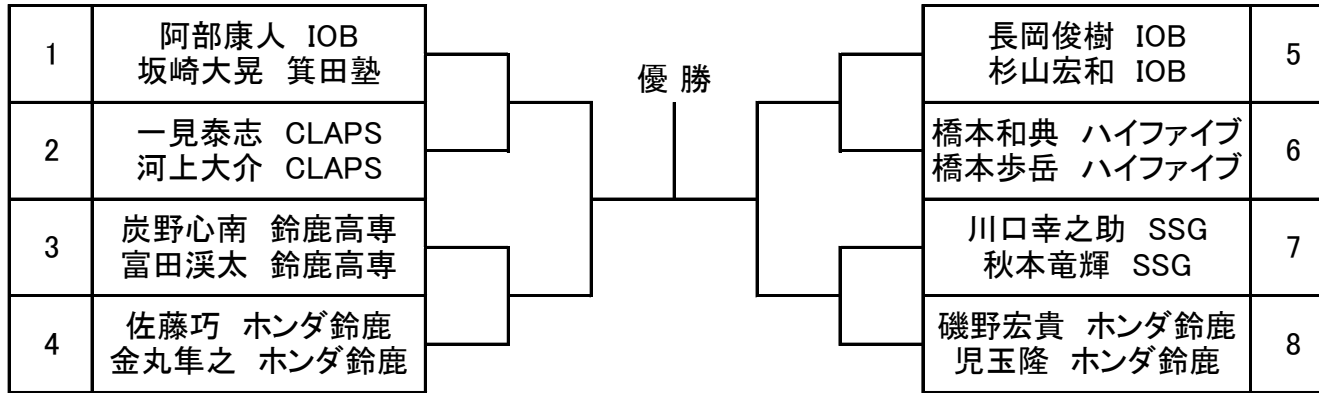 1
阿部康人 IOB
坂崎大晃 箕田塾
2
一見泰志 CLAPS
河上大介 CLAPS
3
炭野心南 鈴鹿高専
富田渓太 鈴鹿高専
4
佐藤巧 ホンダ鈴鹿
金丸隼之 ホンダ鈴鹿
優 勝
長岡俊樹 IOB
杉山宏和 IOB
5
橋本和典 ハイファイブ
橋本歩岳 ハイファイブ
6
川口幸之助 SSG
秋本竜輝 SSG
7
磯野宏貴 ホンダ鈴鹿
児玉隆 ホンダ鈴鹿
8